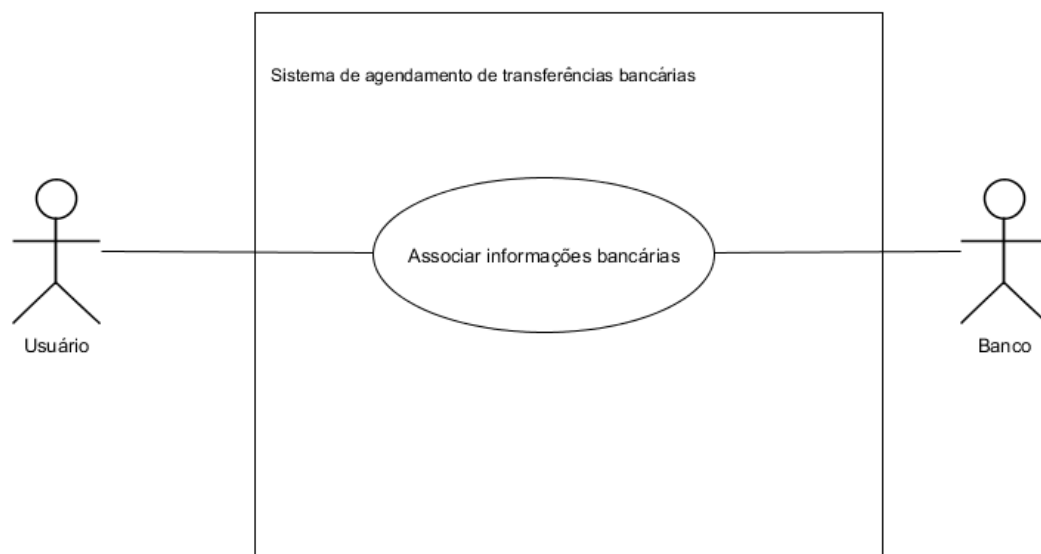 Sistema de agendamento de transferências bancárias
Associar informações bancárias
Usuário
Banco